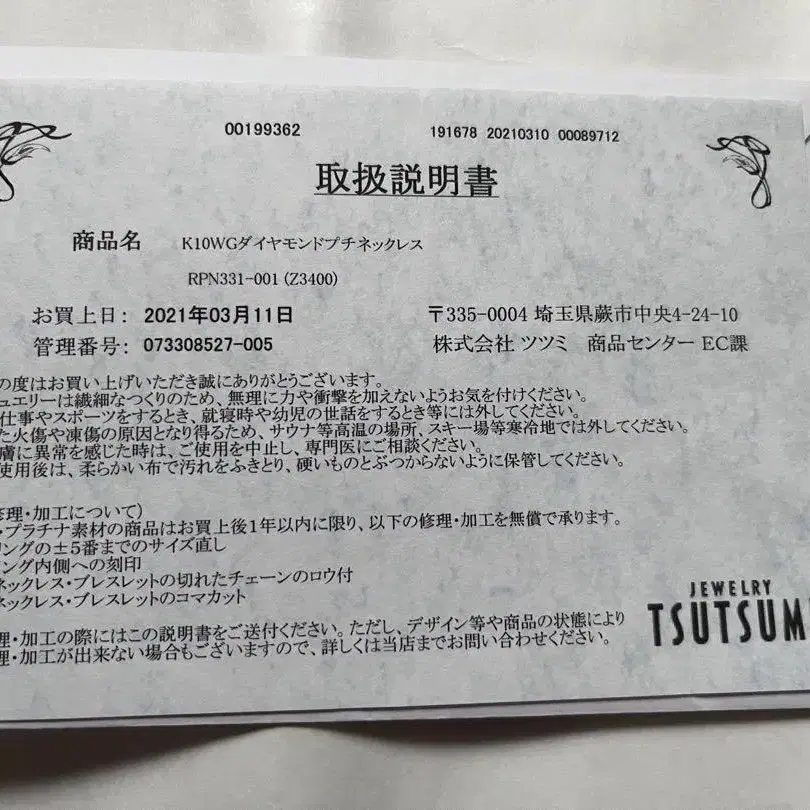 00199362
191678 20210310 00089712
取扱説明書
商品名 K10WGダイヤモンドプチネックレス
RPN331-001 (Z3400)
お買上日: 2021年03月11日
〒335-0004 埼玉県蕨市中央4-24-10
管理番号: 073308527-005
株式会社 ツツミ 商品センター EC課
の度はお買い上げいただき誠にありがとうございます。
ュエリーは繊細なつくりのため、無理に力や衝撃を加えないようお気を付けください。
仕事やスポーツをするとき、就寝時や幼児の世話をするとき等には外してください。
た火傷や凍傷の原因となり得るため、サウナ等高温の場所、スキー場等寒冷地では外してください。
膚に異常を感じた時は、ご使用を中止し、専門医にご相談ください。
使用後は、柔らかい布で汚れをふきとり、硬いものとぶつからないように保管してください。
修理・加工について)
・プラチナ素材の商品はお買上後1年以内に限り、以下の修理・加工を無償で承ります。
リングの±5番までのサイズ直し
ング内側への刻印
ネックレス・ブレスレットの切れたチェーンのロウ付
ネックレス・ブレスレットのコマカット
理・加工の際にはこの説明書をご送付ください。ただし、デザイン等や商品の状態により
理・加工が出来ない場合もございますので、詳しくは当店までお問い合わせください。
JEWELRY
TSUTSUM